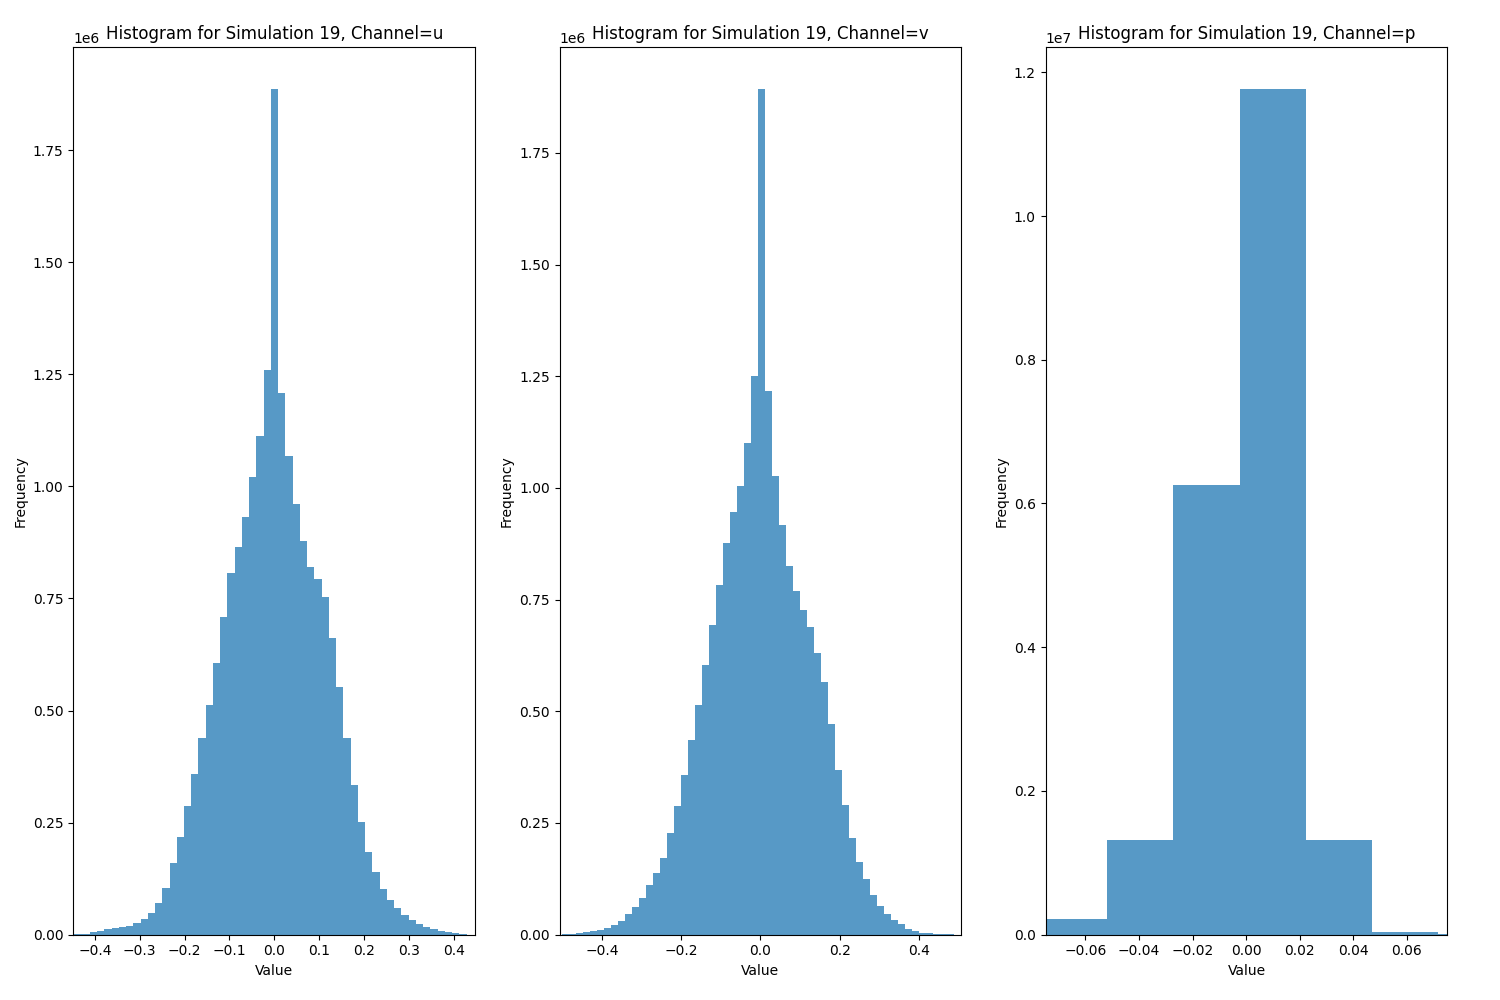 Histogram for Simulation 19, Channel=u
1e6
1.75
1.50
1.25
1.00
0.75
0.50
0.25
0.00
Frequency
−0.4 −0.3 −0.2 −0.1 0.0 0.1 0.2 0.3 0.4
Value
Histogram for Simulation 19, Channel=v
1e6
1.75
1.50
1.25
1.00
0.75
0.50
0.25
0.00
Frequency
−0.4 −0.2 0.0 0.2 0.4
Value
Histogram for Simulation 19, Channel=p
1e7
1.2
1.0
0.8
0.6
0.4
0.2
0.0
Frequency
−0.06 −0.04 −0.02 0.00 0.02 0.04 0.06
Value